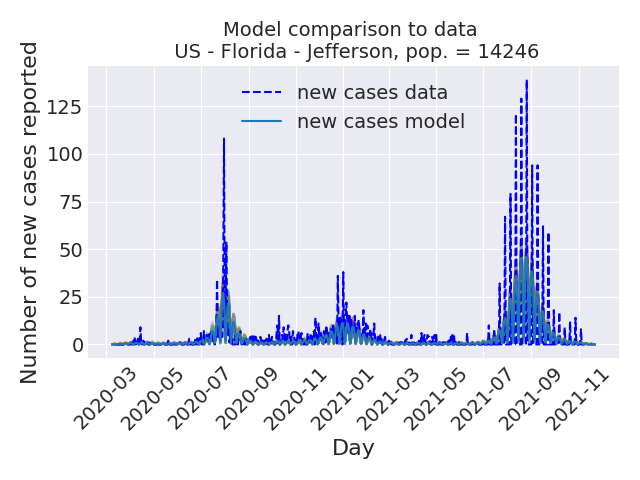 Model comparison to data
US - Florida - Jefferson, pop. = 14246
new cases data
new cases model
Number of new cases reported
125
100
75
50
25
0
2020-03
2020-05
2020-07
2020-09
2020-11
2021-01
2021-03
2021-05
2021-07
2021-09
2021-11
Day